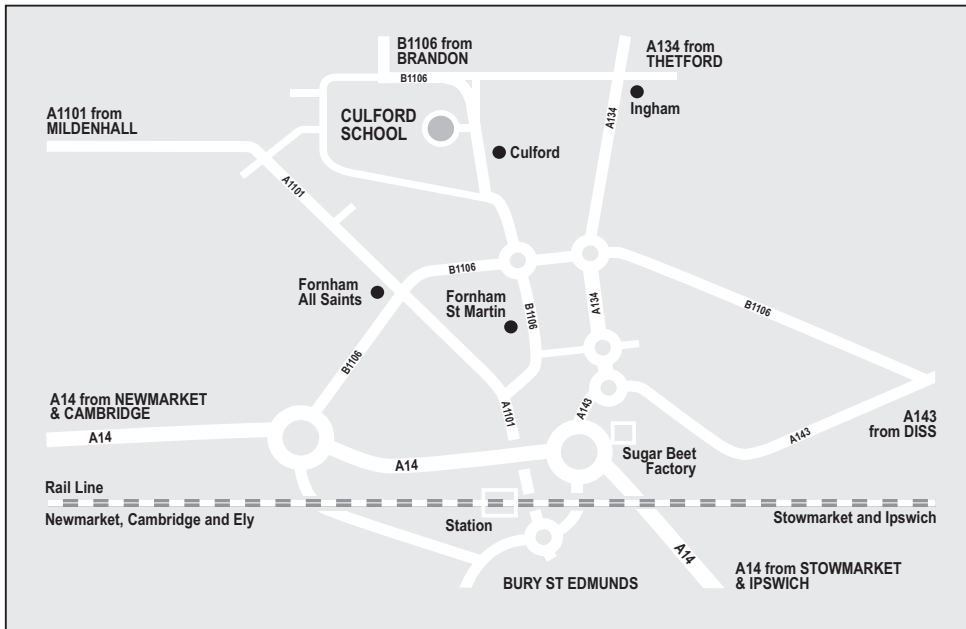 B1106 from
BRANDON
A134 from
THETFORD
B1106
Ingham
A134
CULFORD
SCHOOL
A1101 from
MILDENHALL
Culford
A1101
B1106
Fornham
All Saints
Fornham
St Martin
B1106
A134
B1106
B1106
A14 from NEWMARKET
& CAMBRIDGE
A14
A1101
A143
A143
from DISS
A143
Sugar Beet
Factory
A14
Rail Line
Newmarket, Cambridge and Ely
Station
Stowmarket and Ipswich
A14
A14 from STOWMARKET
& IPSWICH
BURY ST EDMUNDS